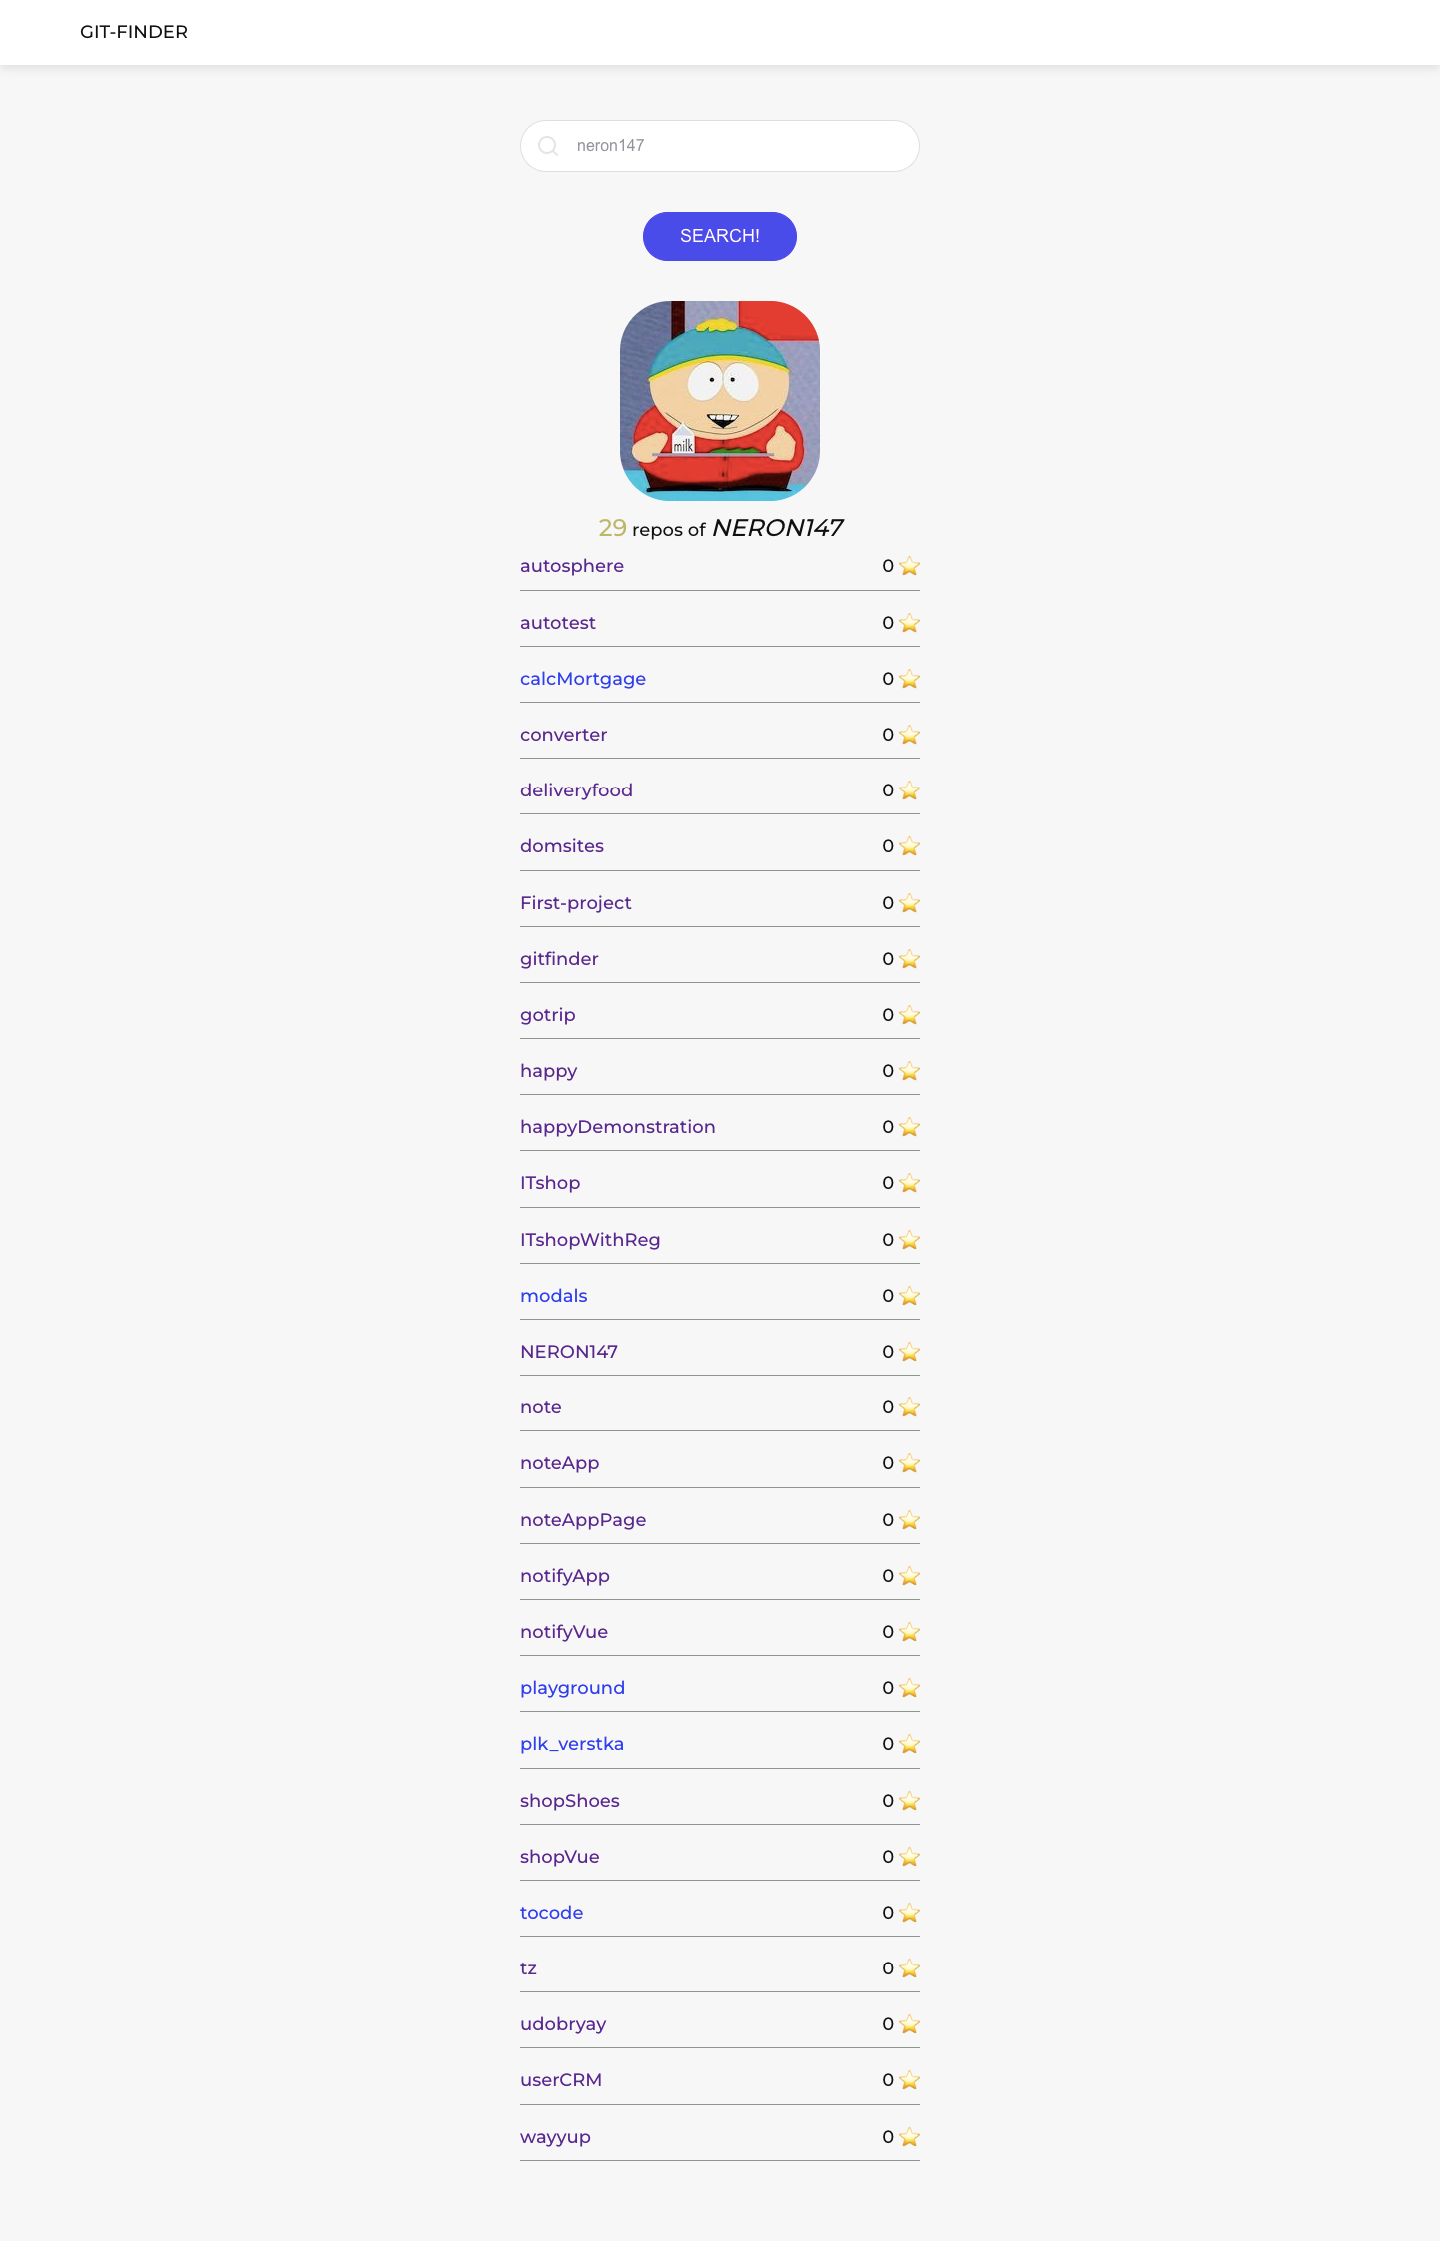 GIT-FINDER
neron147
SEARCH!
milk
29 repos of NERON147
autosphere 0
autotest 0
calcMortgage 0
converter 0
deliveryfood 0
domsites 0
First-project 0
gitfinder 0
gotrip 0
happy 0
happyDemonstration 0
ITshop 0
ITshopWithReg 0
modals 0
NERON147 0
note 0
noteApp 0
noteAppPage 0
notifyApp 0
notifyVue 0
playground 0
plk_verstka 0
shopShoes 0
shopVue 0
tocode 0
tz 0
udobryay 0
userCRM 0
wayyup 0